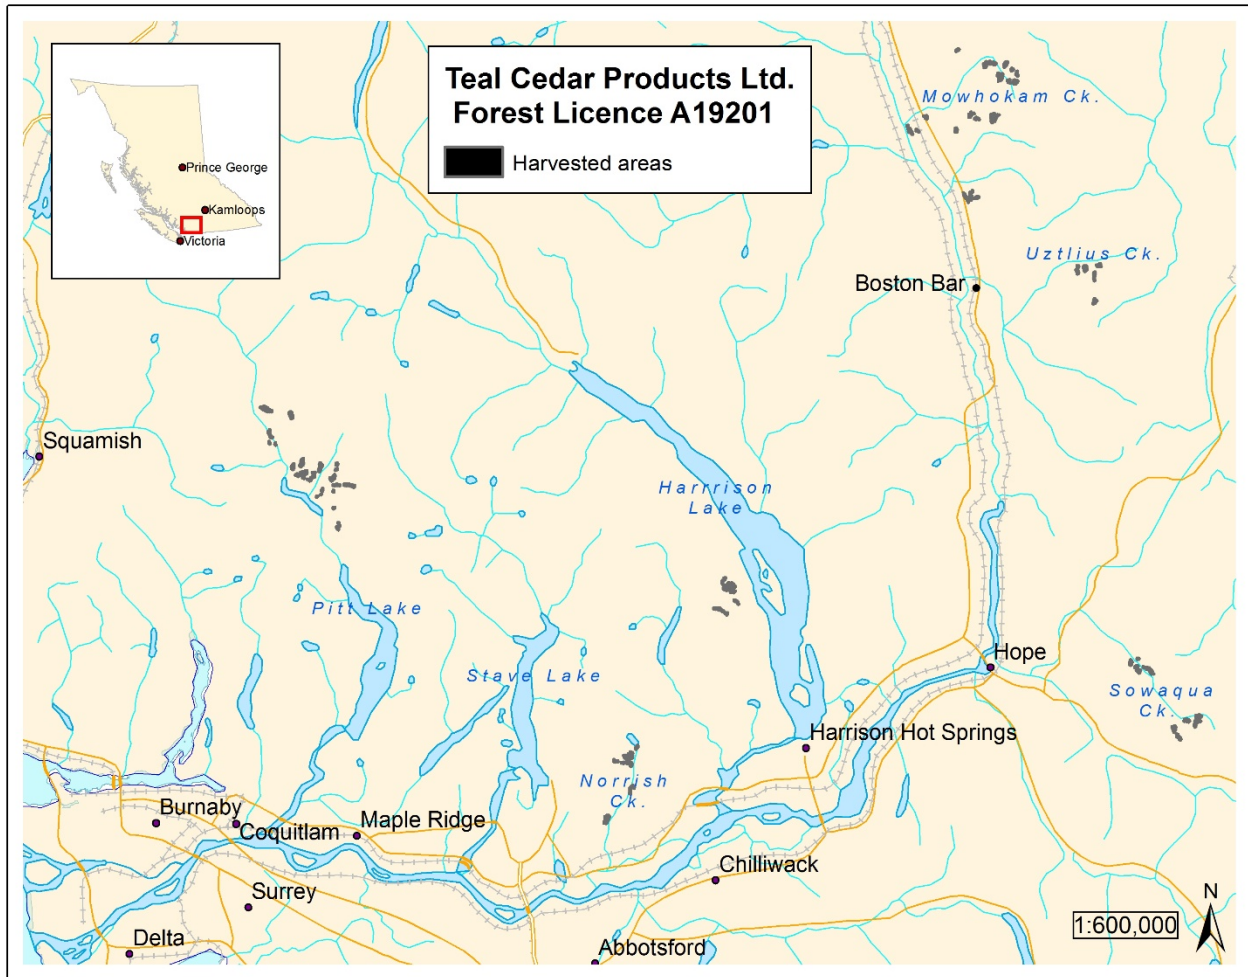 Teal Cedar Products Ltd.
Forest Licence A19201
Harvested areas
Prince George
Kamloops
Victoria
Mowhokam Ck.
Uztlius Ck.
Boston Bar
Squamish
Harrrison
Lake
Pitt Lake
Stave Lake
Hope
Sowaqua
Ck.
Harrison Hot Springs
Norrish
Ck.
Burnaby
Coquitlam
Maple Ridge
Chilliwack
Surrey
Delta
Abbotsford
N
1:600,000